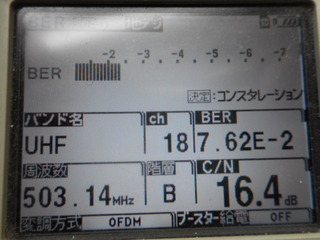 BER
-2 -3 -4 -5 -6 -7
BER
決定:コンスタレーション
バンド名 ch BER
UHF 18 7.62E-2
周波数 階層 C/N
503.14MHz B 16.4dB
変調方式 OFDM ブースター給電 OFF